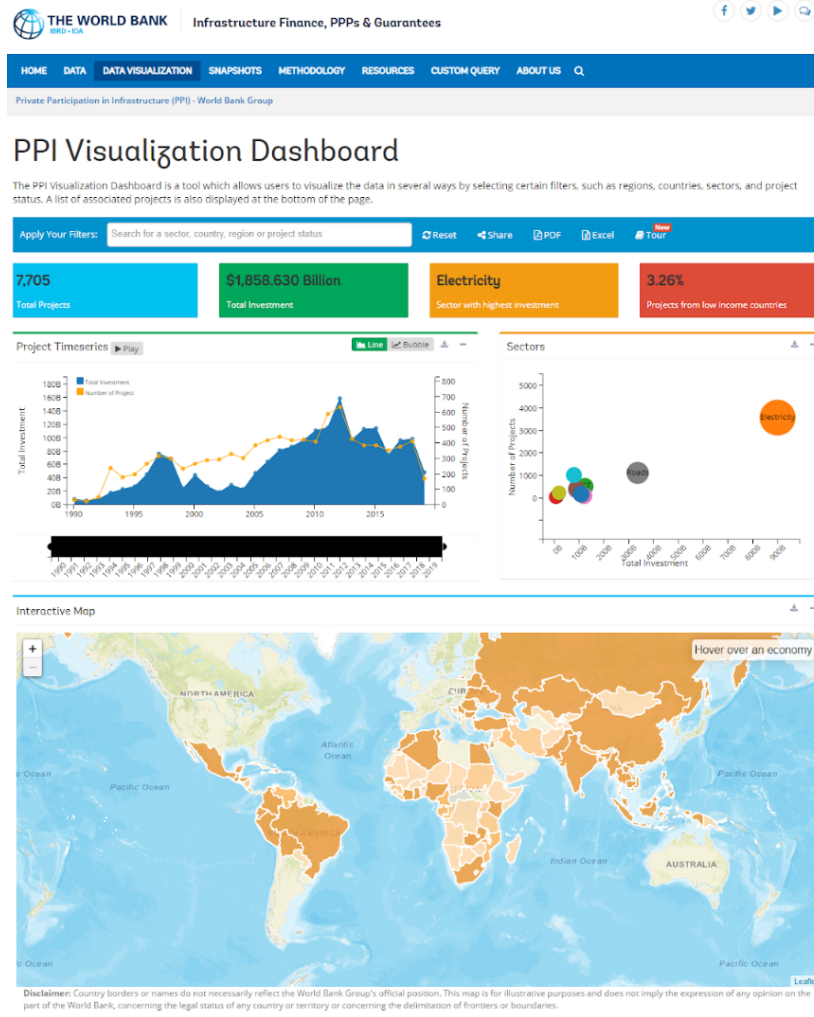 THE WORLD BANK
IBRD • IDA
Infrastructure Finance, PPPs & Guarantees
HOME DATA DATA VISUALIZATION SNAPSHOTS METHODOLOGY RESOURCES CUSTOM QUERY ABOUT US
Private Participation in Infrastructure (PPI) - World Bank Group
PPI Visualization Dashboard
The PPI Visualization Dashboard is a tool which allows users to visualize the data in several ways by selecting certain filters, such as regions, countries, sectors, and project
status. A list of associated projects is also displayed at the bottom of the page.
Apply Your Filters: Search for a sector, country, region or project status Reset Share PDF Excel Tour New
7,705
Total Projects
$1,858.630 Billion
Total Investment
Electricity
Sector with highest investment
3.26%
Projects from low income countries
Project Timeseries Play Line Bubble
Total Investment
Number of Project
180B
160B
140B
120B
100B
80B
60B
40B
20B
0B
Total Investment
800
700
600
500
400
300
200
100
0
Number of Projects
1990 1995 2000 2005 2010 2015
1990 1991 1992 1993 1994 1995 1996 1997 1998 1999 2000 2001 2002 2003 2004 2005 2006 2007 2008 2009 2010 2011 2012 2013 2014 2015 2016 2017 2018 2019
Sectors
5000
4000
3000
2000
1000
0
Number of Projects
Electricity
Roads
0B 100B 200B 300B 400B 500B 600B 700B 800B 900B
Total Investment
Interactive Map
+
−
Hover over an economy
NORTH AMERICA
Atlantic
Ocean
Pacific Ocean
Pacific Ocean
Indian Ocean
AUSTRALIA
Pacific Ocean
Disclaimer: Country borders or names do not necessarily reflect the World Bank Group's official position. This map is for illustrative purposes and does not imply the expression of any opinion on the
part of the World Bank, concerning the legal status of any country or territory or concerning the delimitation of frontiers or boundaries.